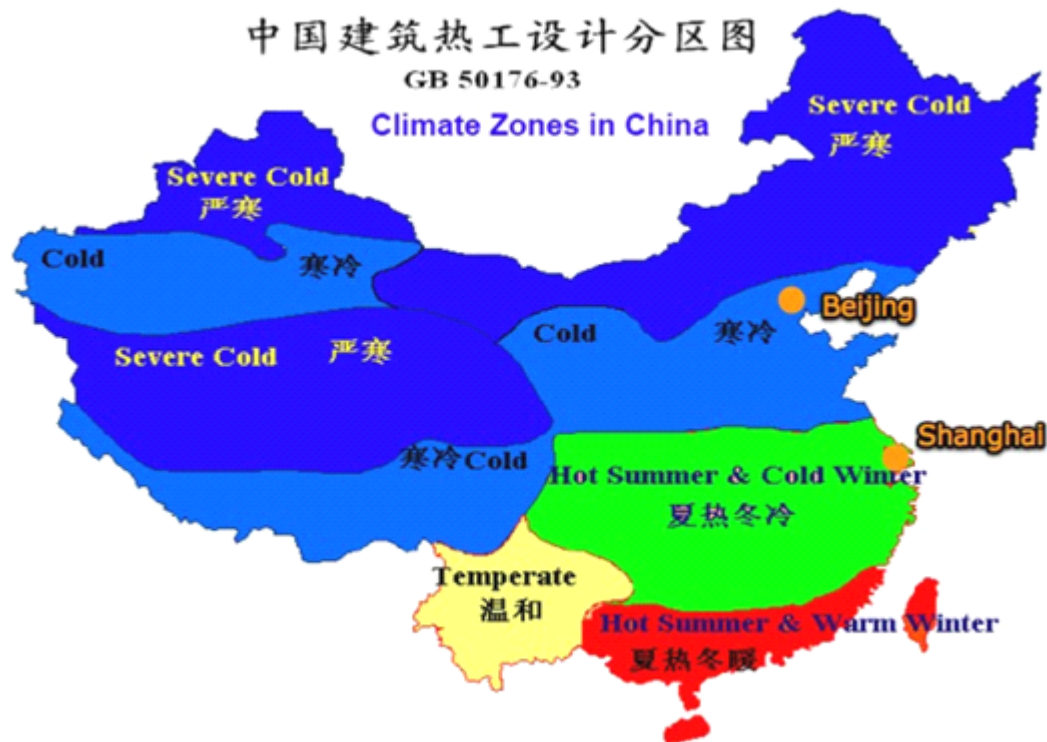 中国建筑热工设计分区图
GB 50176-93
Climate Zones in China
Severe Cold
严寒
Severe Cold
严寒
Cold
寒冷
Beijing
Cold
寒冷
Severe Cold
严寒
Shanghai
寒冷 Cold
Hot Summer & Cold Winter
夏热冬冷
Temperate
温和
Hot Summer & Warm Winter
夏热冬暖